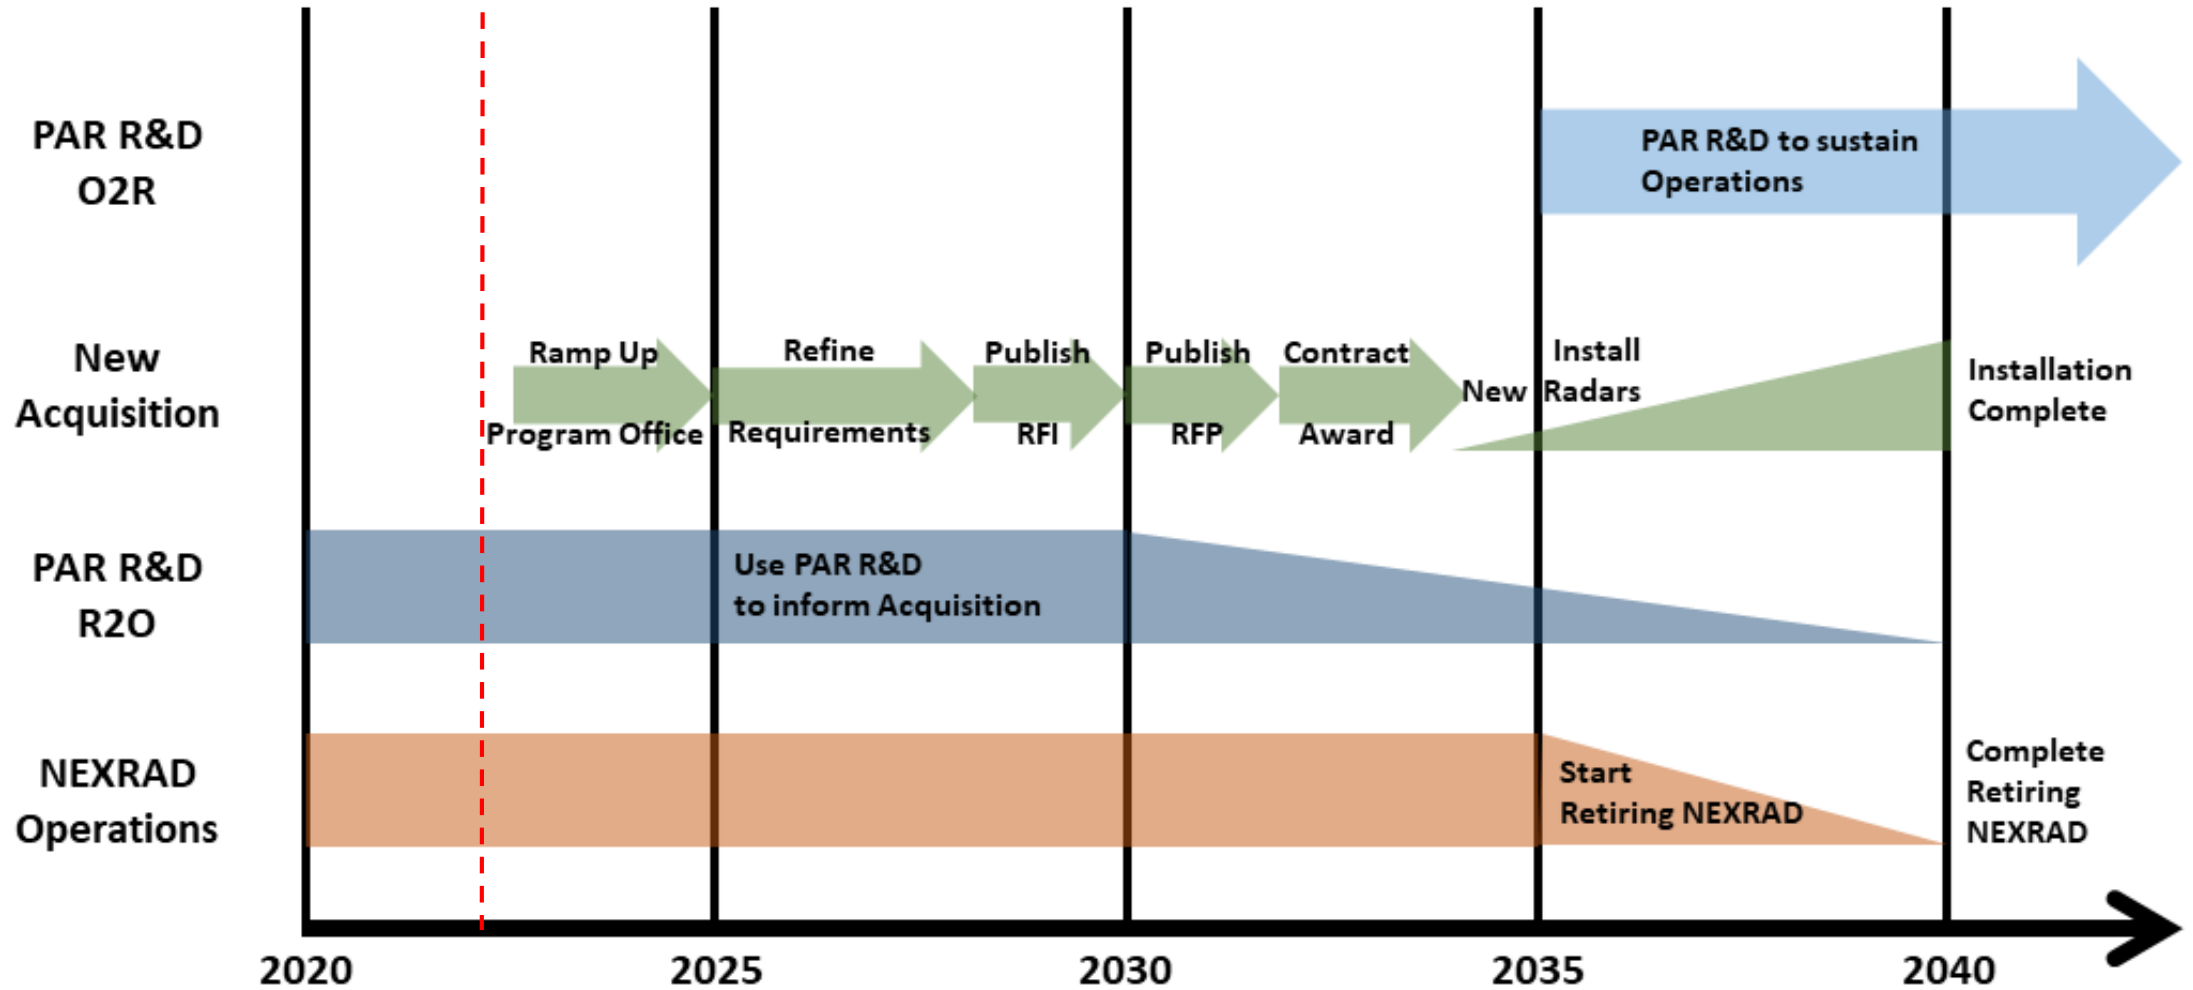 PAR R&D
O2R
PAR R&D to sustain
Operations
New
Acquisition
Ramp Up
Program Office
Refine
Requirements
Publish
RFI
Publish
RFP
Contract
Award
Install
New Radars
Installation
Complete
PAR R&D
R2O
Use PAR R&D
to inform Acquisition
NEXRAD
Operations
Start
Retiring NEXRAD
Complete
Retiring
NEXRAD
2020
2025
2030
2035
2040